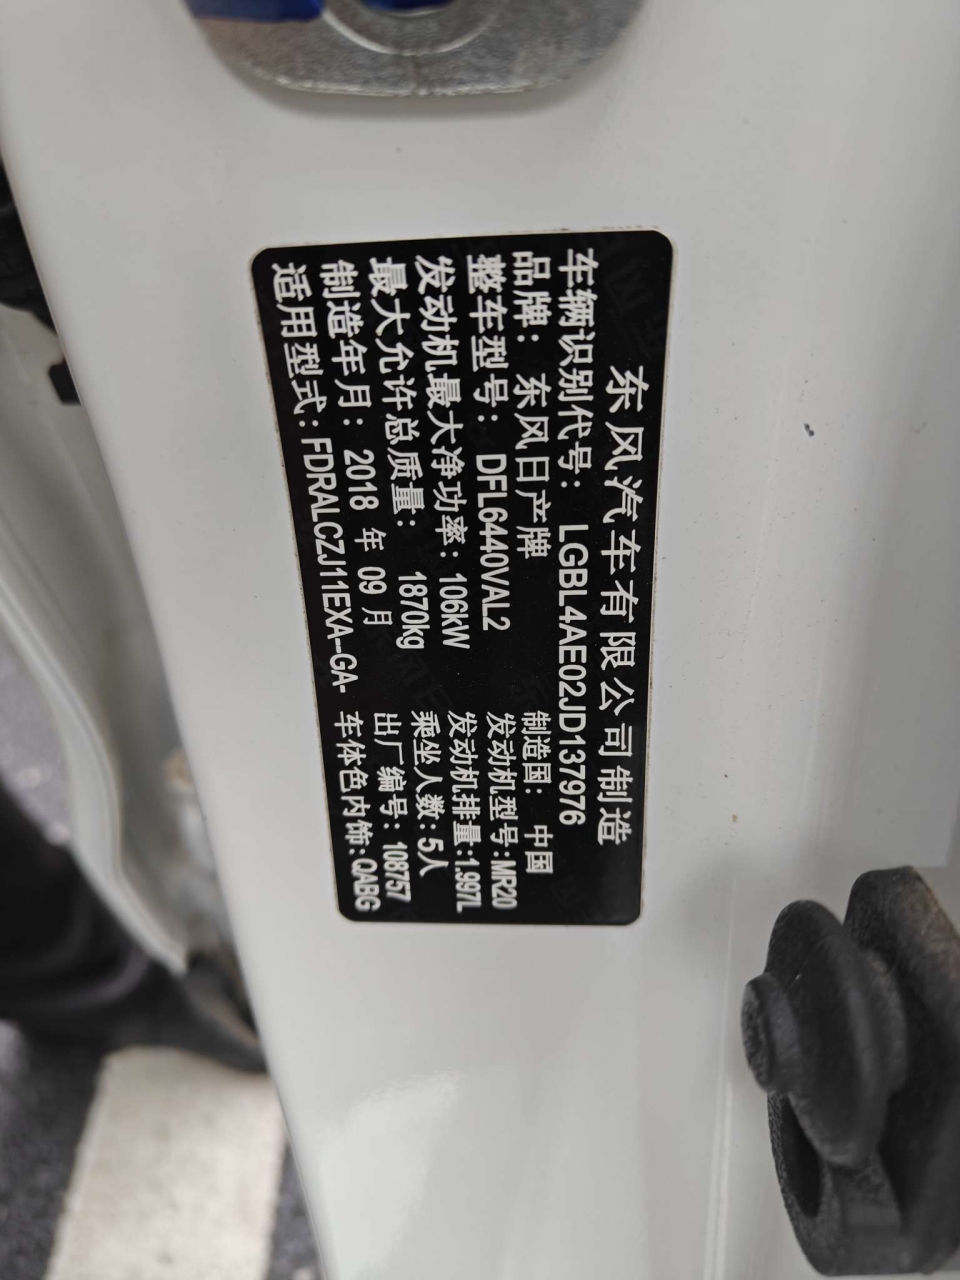 东风汽车有限公司制造
车辆识别代号: LGBL4AE02JD137976
品牌: 东风日产牌 制造国: 中国
整车型号: DFL6440VAL2 发动机型号:MR20
发动机最大净功率: 106kW 发动机排量:1.997L
最大允许总质量: 1870kg 乘坐人数:5人
制造年月: 2018 年 09 月 出厂编号: 108757
适用型式: FDRALCZJ11EXA-GA- 车体色内饰: QABG